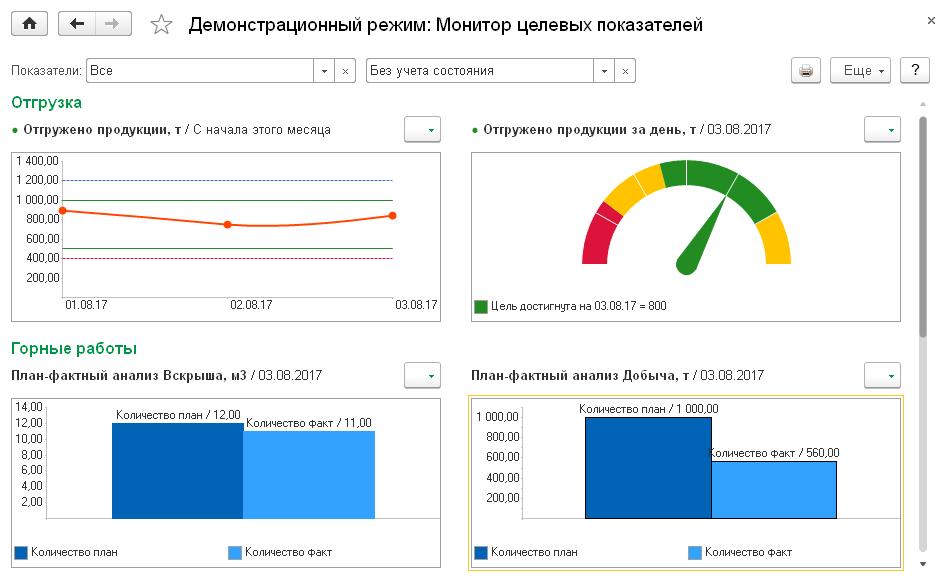 Демонстрационный режим: Монитор целевых показателей
×
Показатели: Все
×
Без учета состояния
×
Еще
?
Отгрузка
Отгружено продукции, т / С начала этого месяца
1 400,00
1 200,00
1 000,00
800,00
600,00
400,00
200,00
01.08.17 02.08.17 03.08.17
Отгружено продукции за день, т / 03.08.2017
Цель достигнута на 03.08.17 = 800
Горные работы
План-фактный анализ Вскрыша, м3 / 03.08.2017
14,00
12,00
10,00
8,00
6,00
4,00
2,00
Количество план / 12,00
Количество факт / 11,00
Количество план Количество факт
План-фактный анализ Добыча, т / 03.08.2017
1 000,00
800,00
600,00
400,00
200,00
Количество план / 1 000,00
Количество факт / 560,00
Количество план Количество факт